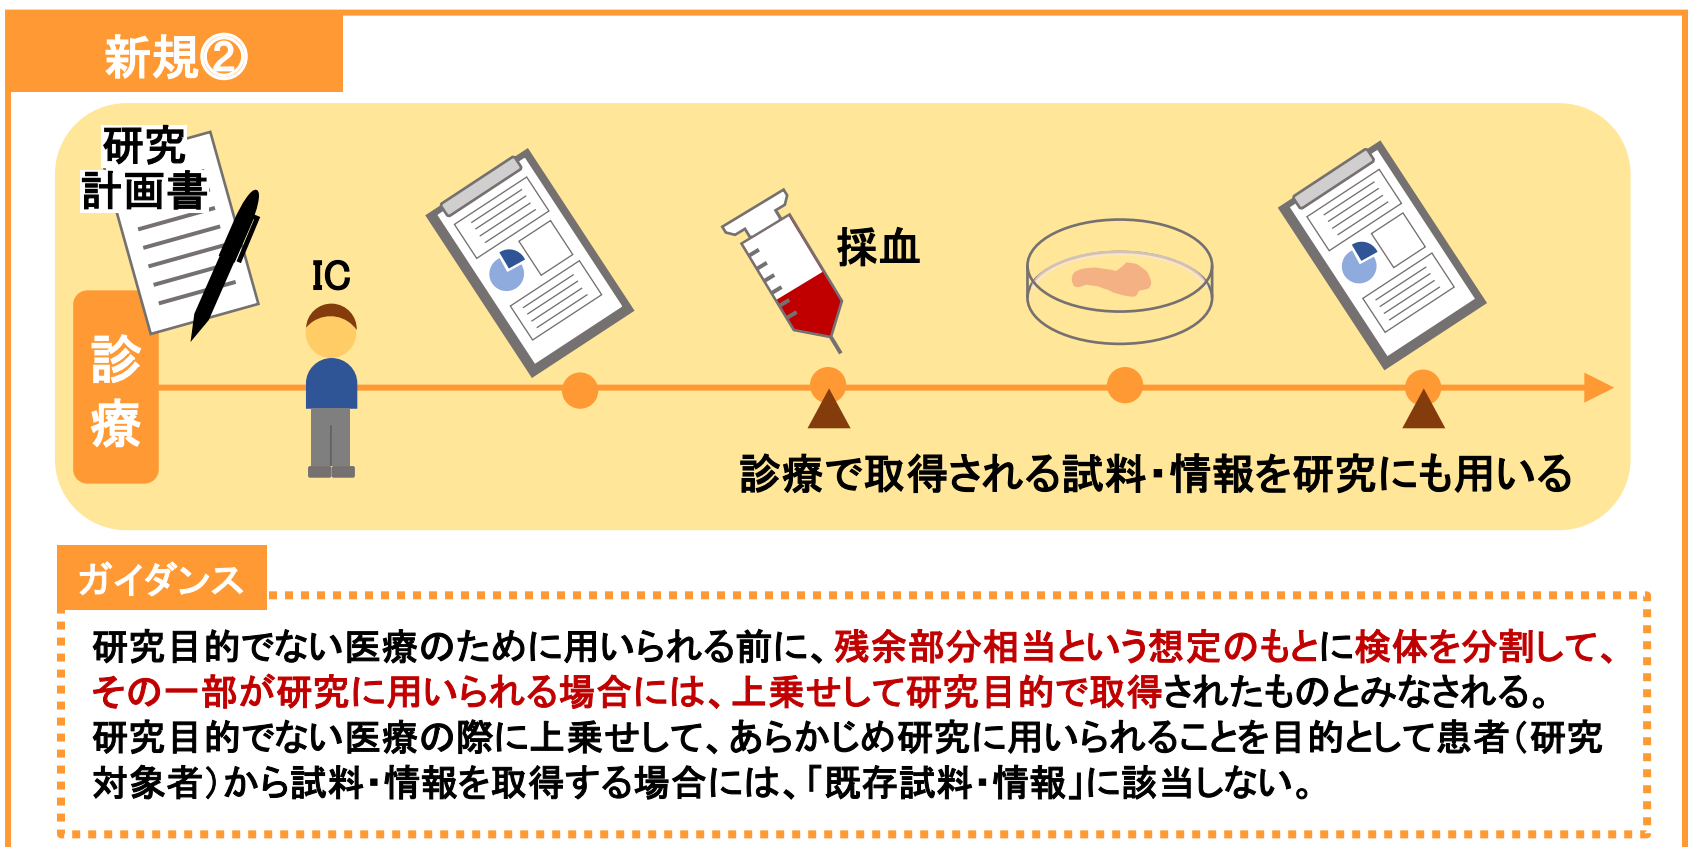 新規②
研究
計画書
IC
採血
診療
診療で取得される試料・情報を研究にも用いる
ガイダンス
研究目的でない医療のために用いられる前に、残余部分相当という想定のもとに検体を分割して、
その一部が研究に用いられる場合には、上乗せして研究目的で取得されたものとみなされる。
研究目的でない医療の際に上乗せして、あらかじめ研究に用いられることを目的として患者（研究
対象者）から試料・情報を取得する場合には、「既存試料・情報」に該当しない。